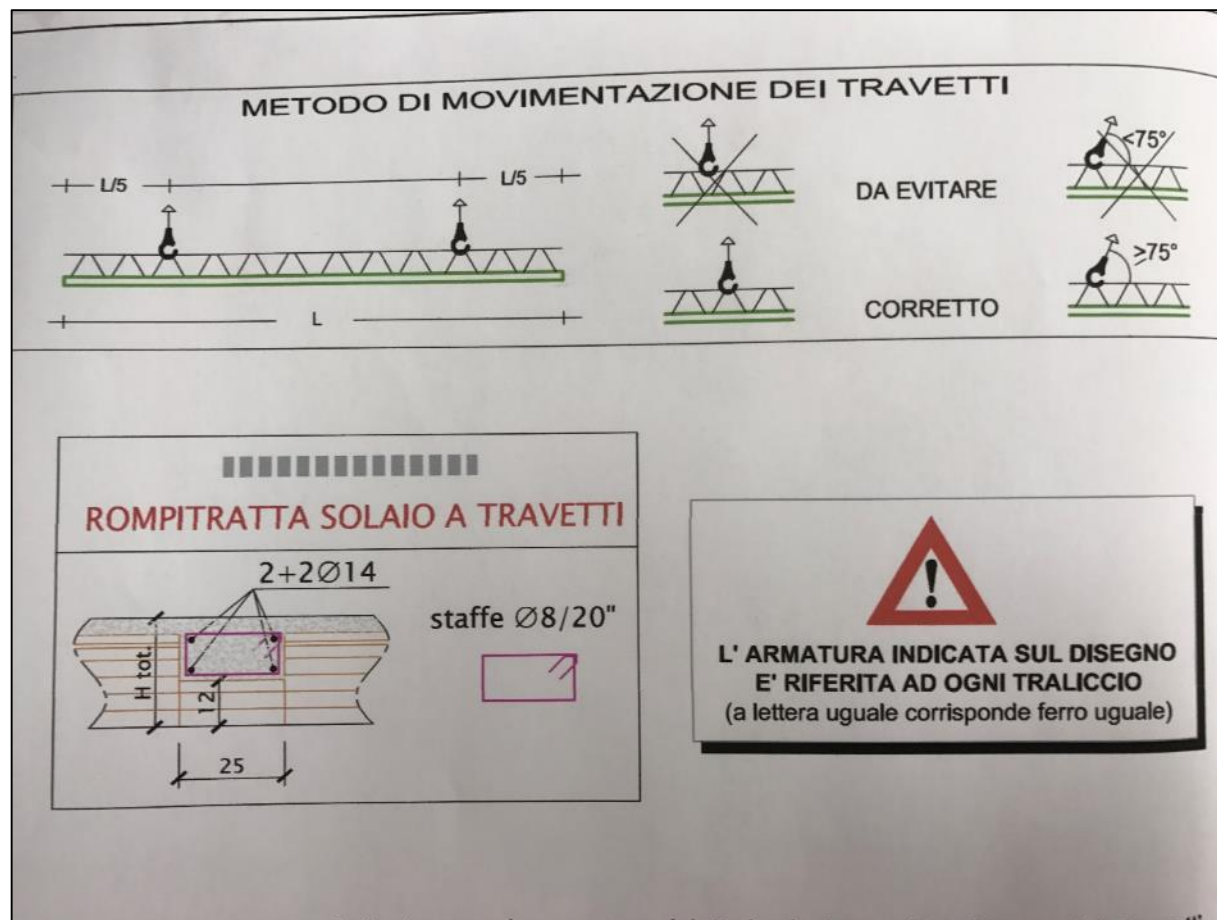 METODO DI MOVIMENTAZIONE DEI TRAVETTI
L/5
L/5
<75°
DA EVITARE
≥75°
L
CORRETTO
ROMPITRATTA SOLAIO A TRAVETTI
2+2Ø14
staffe Ø8/20"
H tot.
12
25
L' ARMATURA INDICATA SUL DISEGNO
E' RIFERITA AD OGNI TRALICCIO
(a lettera uguale corrisponde ferro uguale)